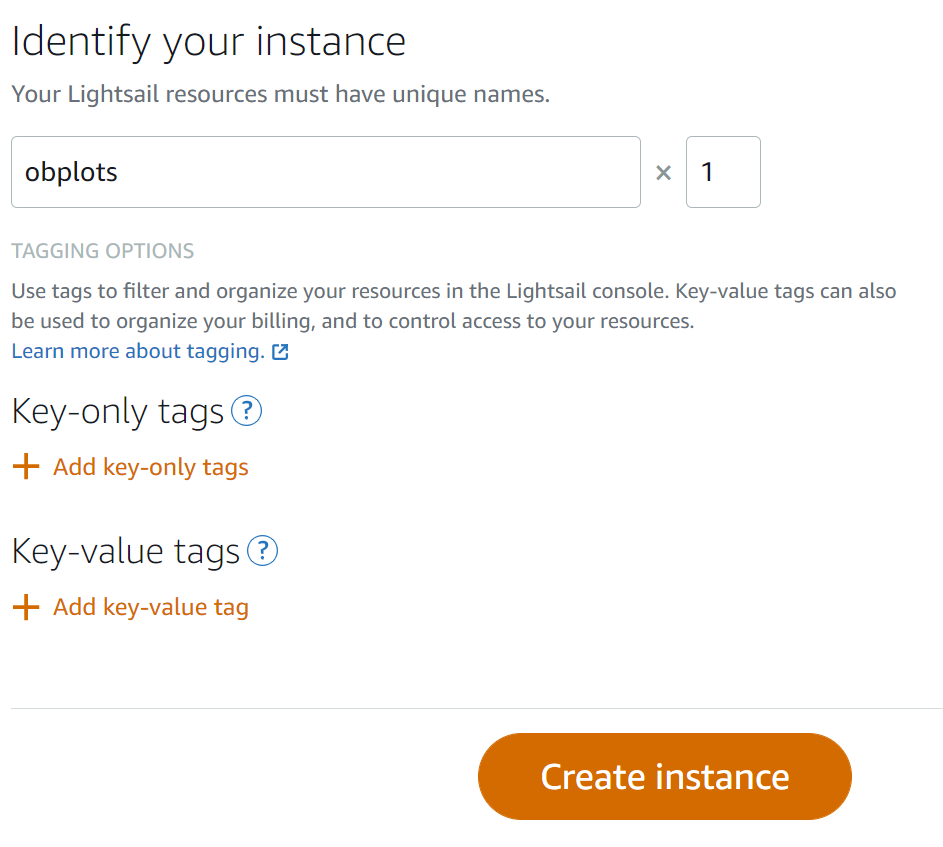 Identify your instance
Your Lightsail resources must have unique names.
obplots × 1
TAGGING OPTIONS
Use tags to filter and organize your resources in the Lightsail console. Key-value tags can also
be used to organize your billing, and to control access to your resources.
Learn more about tagging.
Key-only tags ?
+ Add key-only tags
Key-value tags ?
+ Add key-value tag
Create instance